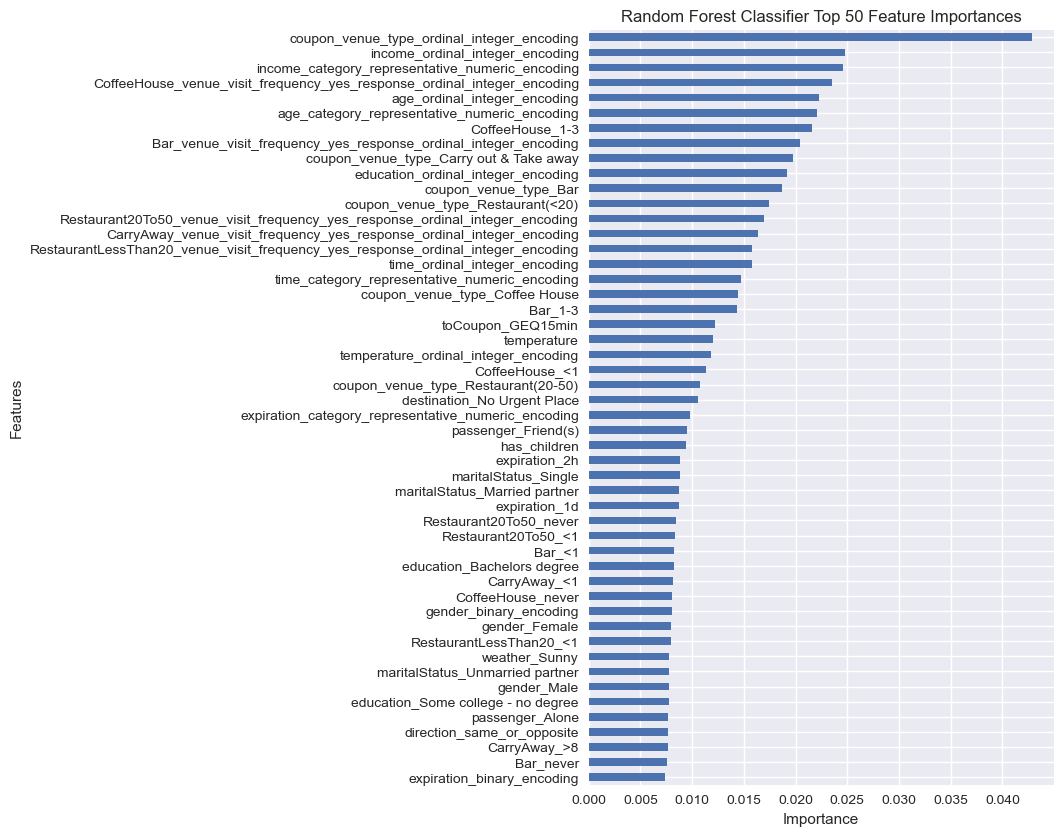 Random Forest Classifier Top 50 Feature Importances
coupon_venue_type_ordinal_integer_encoding
income_ordinal_integer_encoding
income_category_representative_numeric_encoding
CoffeeHouse_venue_visit_frequency_yes_response_ordinal_integer_encoding
age_ordinal_integer_encoding
age_category_representative_numeric_encoding
CoffeeHouse_1-3
Bar_venue_visit_frequency_yes_response_ordinal_integer_encoding
coupon_venue_type_Carry out & Take away
education_ordinal_integer_encoding
coupon_venue_type_Bar
coupon_venue_type_Restaurant(<20)
Restaurant20To50_venue_visit_frequency_yes_response_ordinal_integer_encoding
CarryAway_venue_visit_frequency_yes_response_ordinal_integer_encoding
RestaurantLessThan20_venue_visit_frequency_yes_response_ordinal_integer_encoding
time_ordinal_integer_encoding
time_category_representative_numeric_encoding
coupon_venue_type_Coffee House
Bar_1-3
toCoupon_GEQ15min
temperature
temperature_ordinal_integer_encoding
CoffeeHouse_<1
coupon_venue_type_Restaurant(20-50)
destination_No Urgent Place
expiration_category_representative_numeric_encoding
passenger_Friend(s)
has_children
expiration_2h
maritalStatus_Single
maritalStatus_Married partner
expiration_1d
Restaurant20To50_never
Restaurant20To50_<1
Bar_<1
education_Bachelors degree
CarryAway_<1
CoffeeHouse_never
gender_binary_encoding
gender_Female
RestaurantLessThan20_<1
weather_Sunny
maritalStatus_Unmarried partner
gender_Male
education_Some college - no degree
passenger_Alone
direction_same_or_opposite
CarryAway_>8
Bar_never
expiration_binary_encoding
Features
0.000 0.005 0.010 0.015 0.020 0.025 0.030 0.035 0.040
Importance